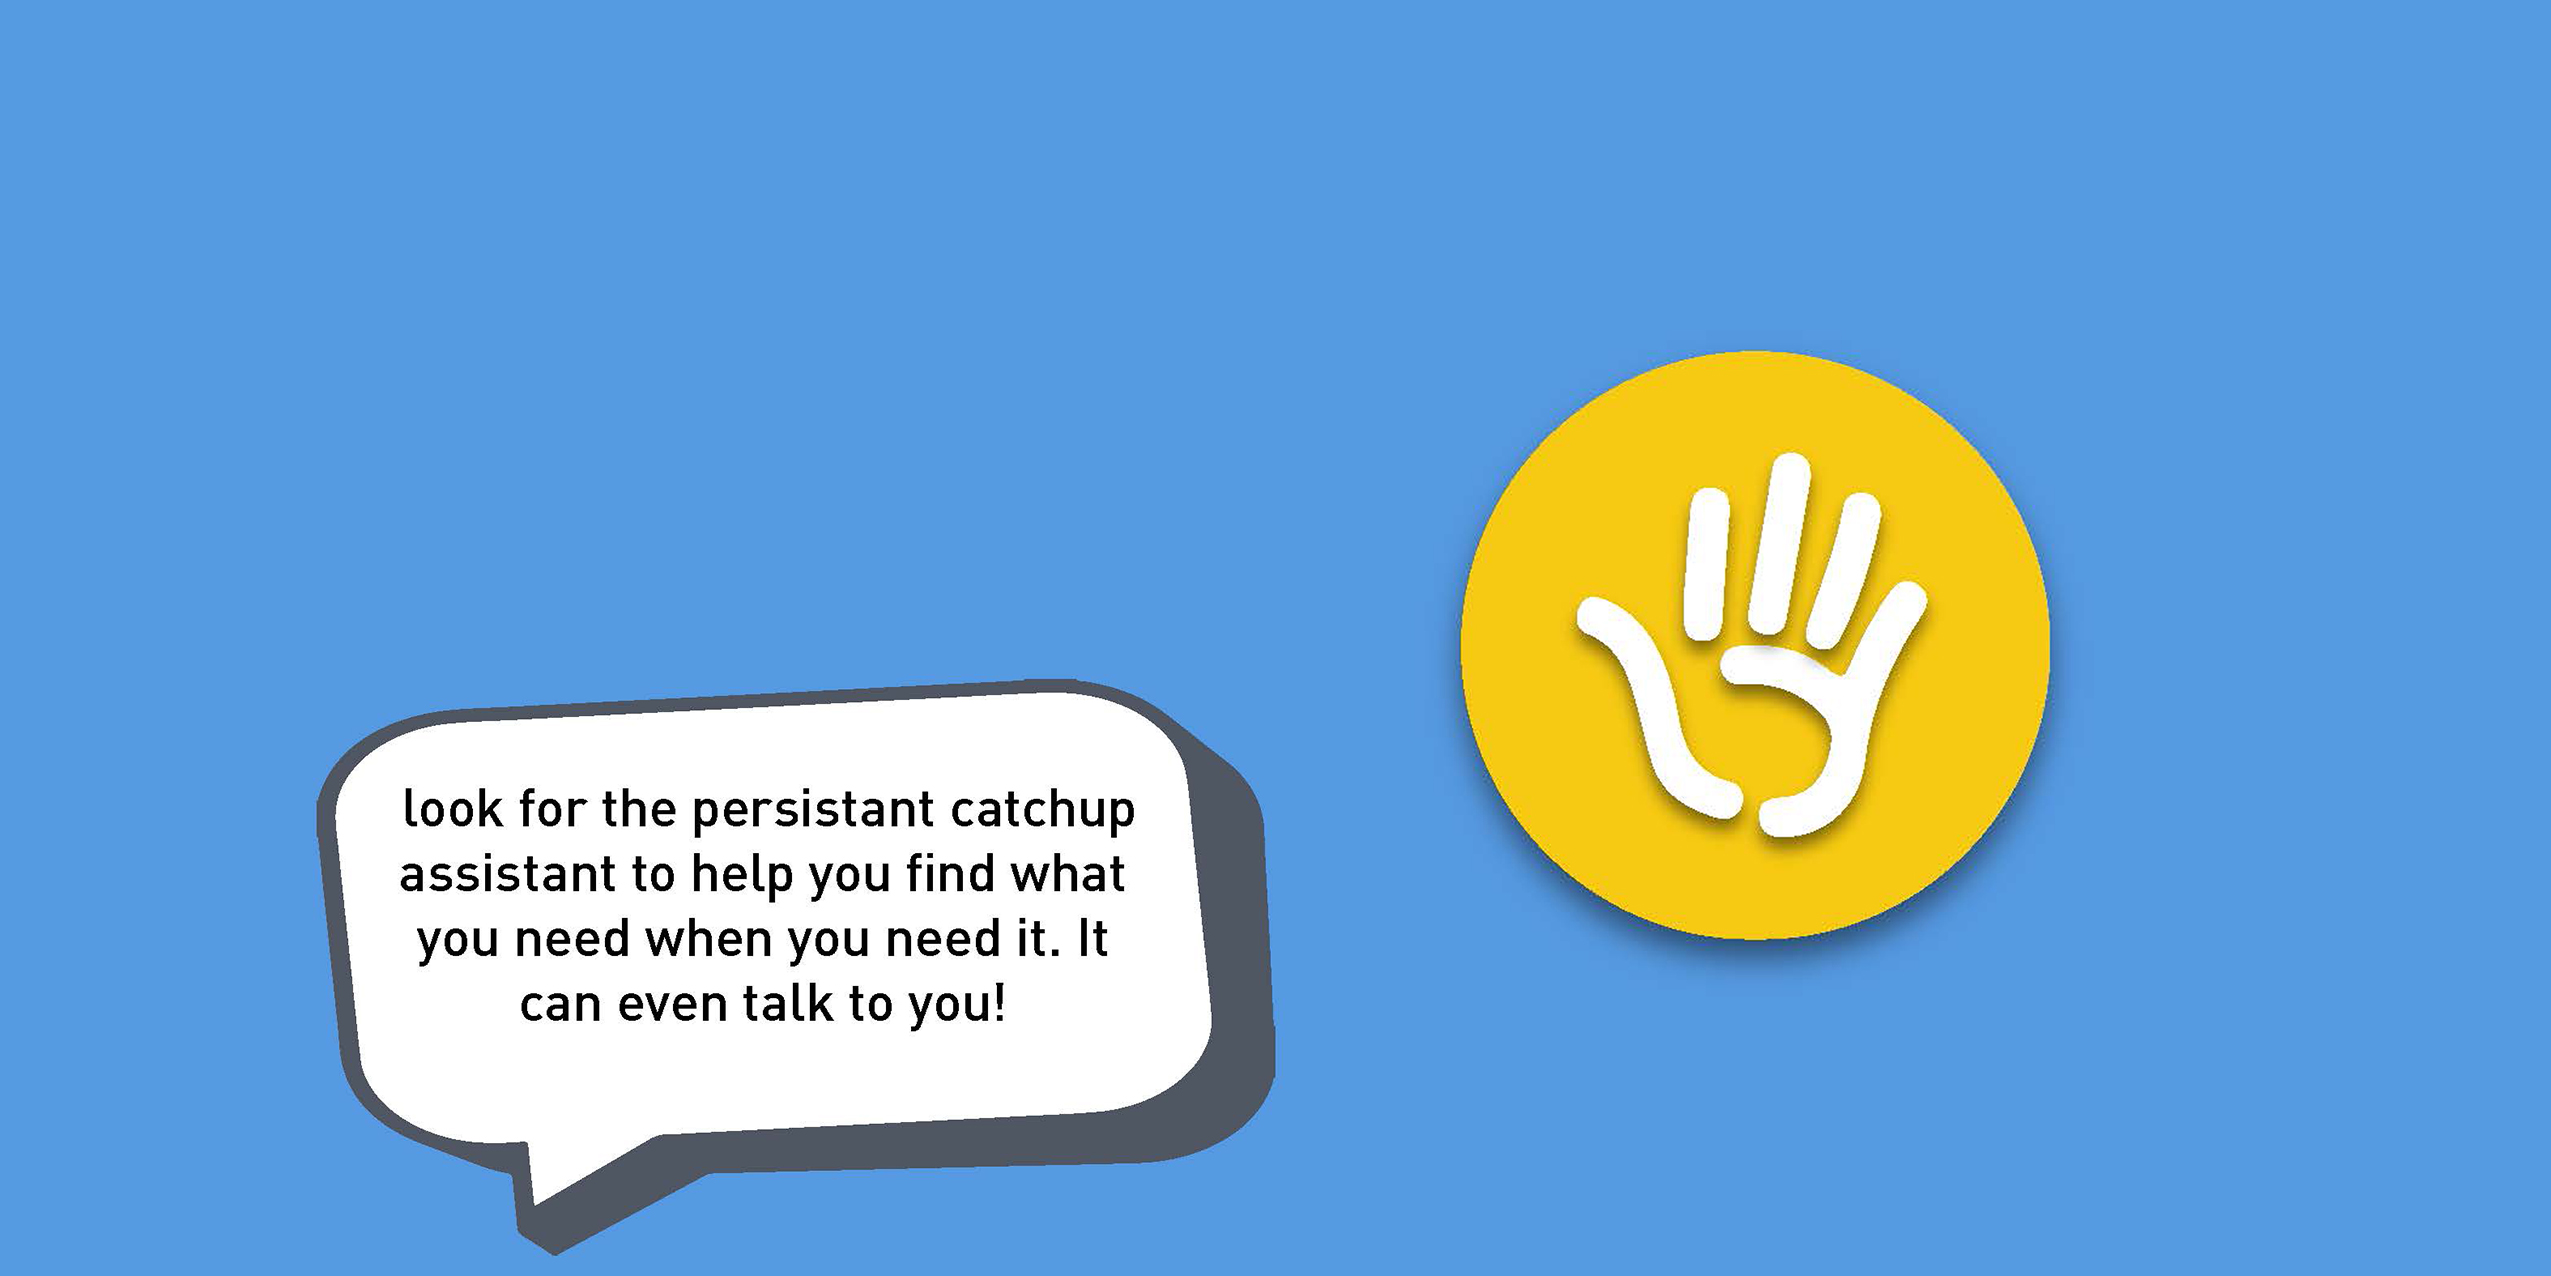 look for the persistant catchup
assistant to help you find what
you need when you need it. It
can even talk to you!